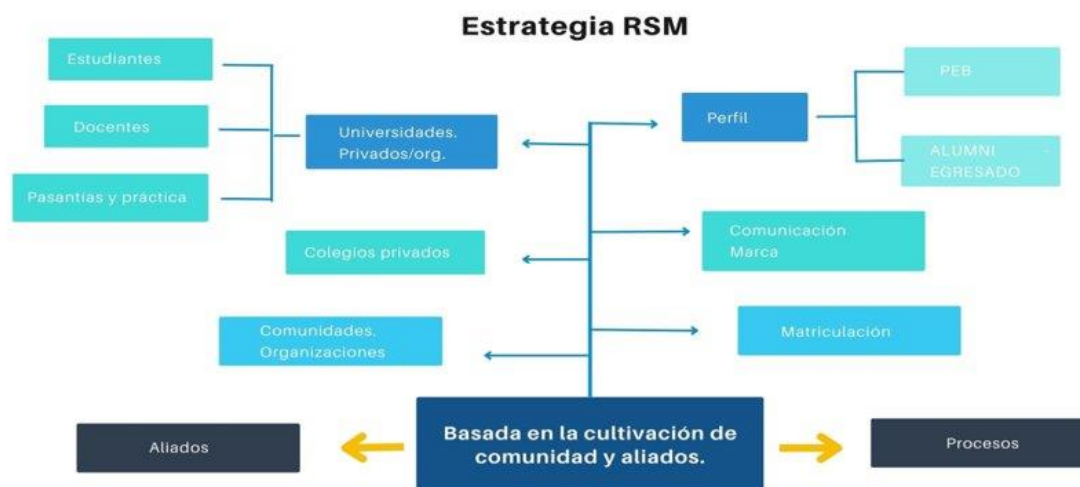 Estrategia RSM
Estudiantes
Docentes
Pasantías y práctica
Universidades.
Privados/org.
Colegios privados
Comunidades.
Organizaciones
Perfil
PEB
ALUMNI -
EGRESADO
Comunicación
Marca
Matriculación
Aliados
Basada en la cultivación de
comunidad y aliados.
Procesos